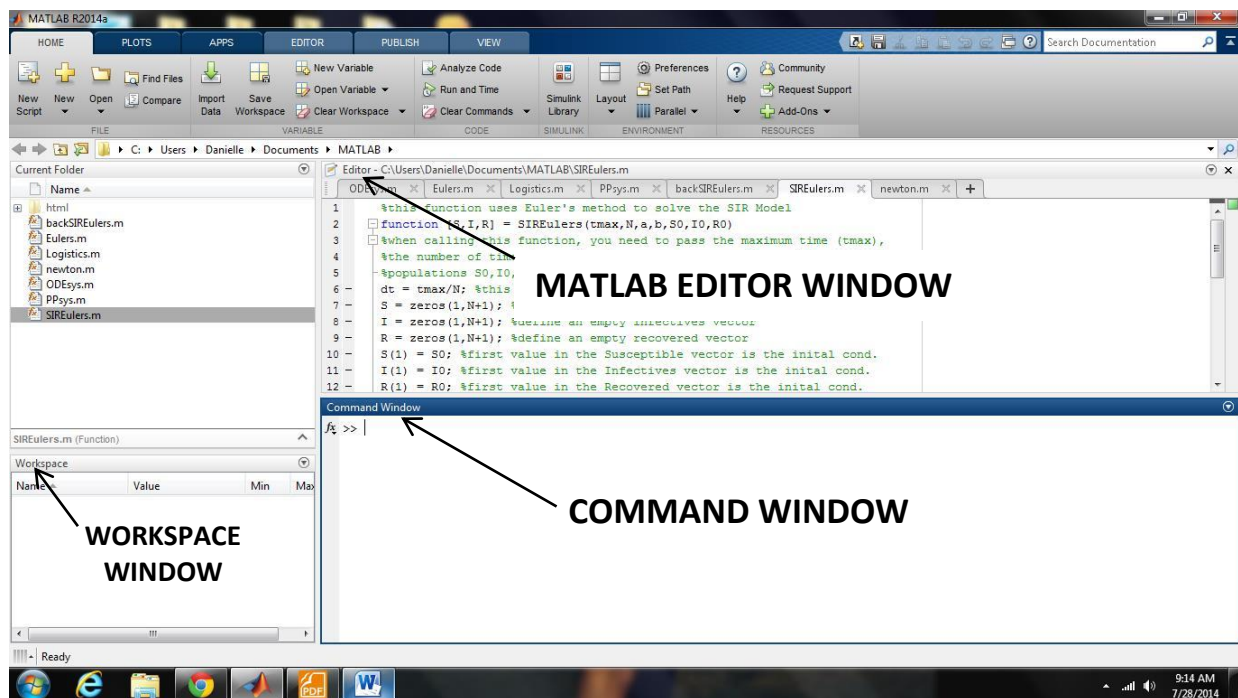 MATLAB R2014a
HOME PLOTS APPS EDITOR PUBLISH VIEW Search Documentation
New Script New Open Find Files Compare Import Data Save Workspace New Variable Open Variable Clear Workspace Analyze Code Run and Time Clear Commands Simulink Library Layout Preferences Set Path Parallel Help Community Request Support Add-Ons
FILE VARIABLE CODE SIMULINK ENVIRONMENT RESOURCES
C: Users Danielle Documents MATLAB
Current Folder
Name
html
backSIREulers.m
Eulers.m
Logistics.m
newton.m
ODEsys.m
PPsys.m
SIREulers.m
SIREulers.m (Function)
Workspace
Name Value Min Max
WORKSPACE
WINDOW
Editor - C:\Users\Danielle\Documents\MATLAB\SIREulers.m
ODEsys.m Eulers.m Logistics.m PPsys.m backSIREulers.m SIREulers.m newton.m +
1 %this function uses Euler's method to solve the SIR Model
2 function [S,I,R] = SIREulers(tmax,N,a,b,S0,I0,R0)
3 %when calling this function, you need to pass the maximum time (tmax),
4 %the number of
5 %populations S0,I0,
6 - dt = tmax/N; %this
7 - S = zeros(1,N+1);
8 - I = zeros(1,N+1); %define an empty infectives vector
9 - R = zeros(1,N+1); %define an empty recovered vector
10 - S(1) = S0; %first value in the Susceptible vector is the inital cond.
11 - I(1) = I0; %first value in the Infectives vector is the inital cond.
12 - R(1) = R0; %first value in the Recovered vector is the inital cond.
MATLAB EDITOR WINDOW
Command Window
fx >>
COMMAND WINDOW
Ready
PDF W
9:14 AM
7/28/2014